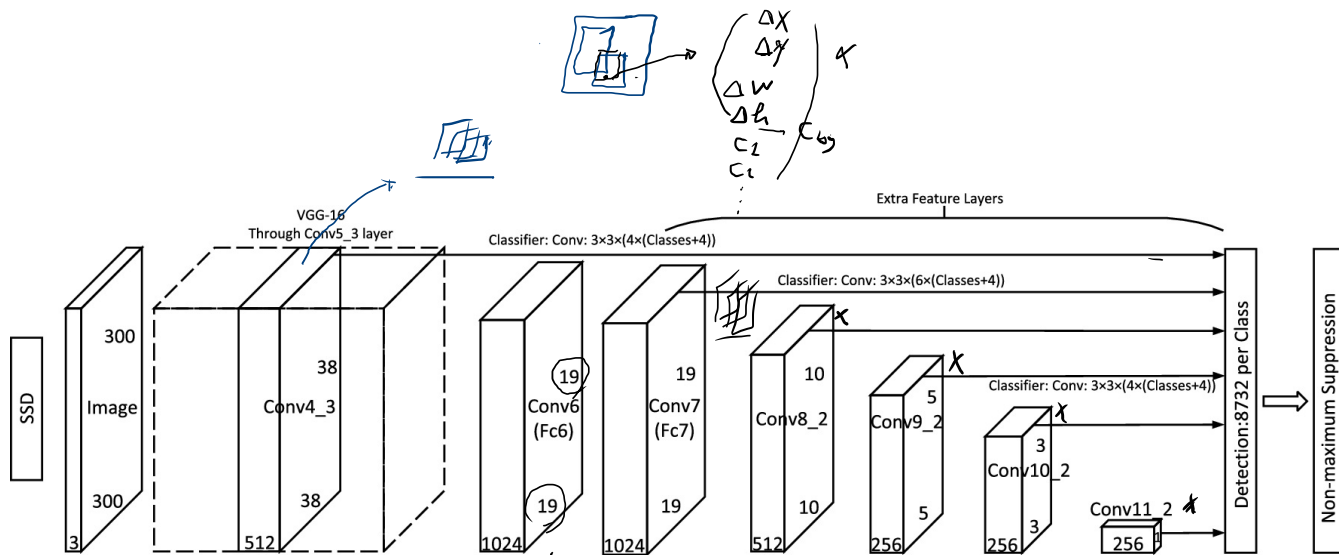 Δx
Δy
Δw
Δh
C1
Cbg
VGG-16
Through Conv5_3 layer
Extra Feature Layers
Classifier: Conv: 3×3×(4×(Classes+4))
Classifier: Conv: 3×3×(6×(Classes+4))
Classifier: Conv: 3×3×(4×(Classes+4))
SSD
300
Image
300
3
38
Conv4_3
38
512
19
Conv6
(Fc6)
19
1024
19
Conv7
(Fc7)
19
1024
x
10
Conv8_2
10
512
x
5
Conv9_2
5
256
x
3
Conv10_2
3
256
Conv11_2
x
256
1
Detection:8732 per Class
Non-maximum Suppression